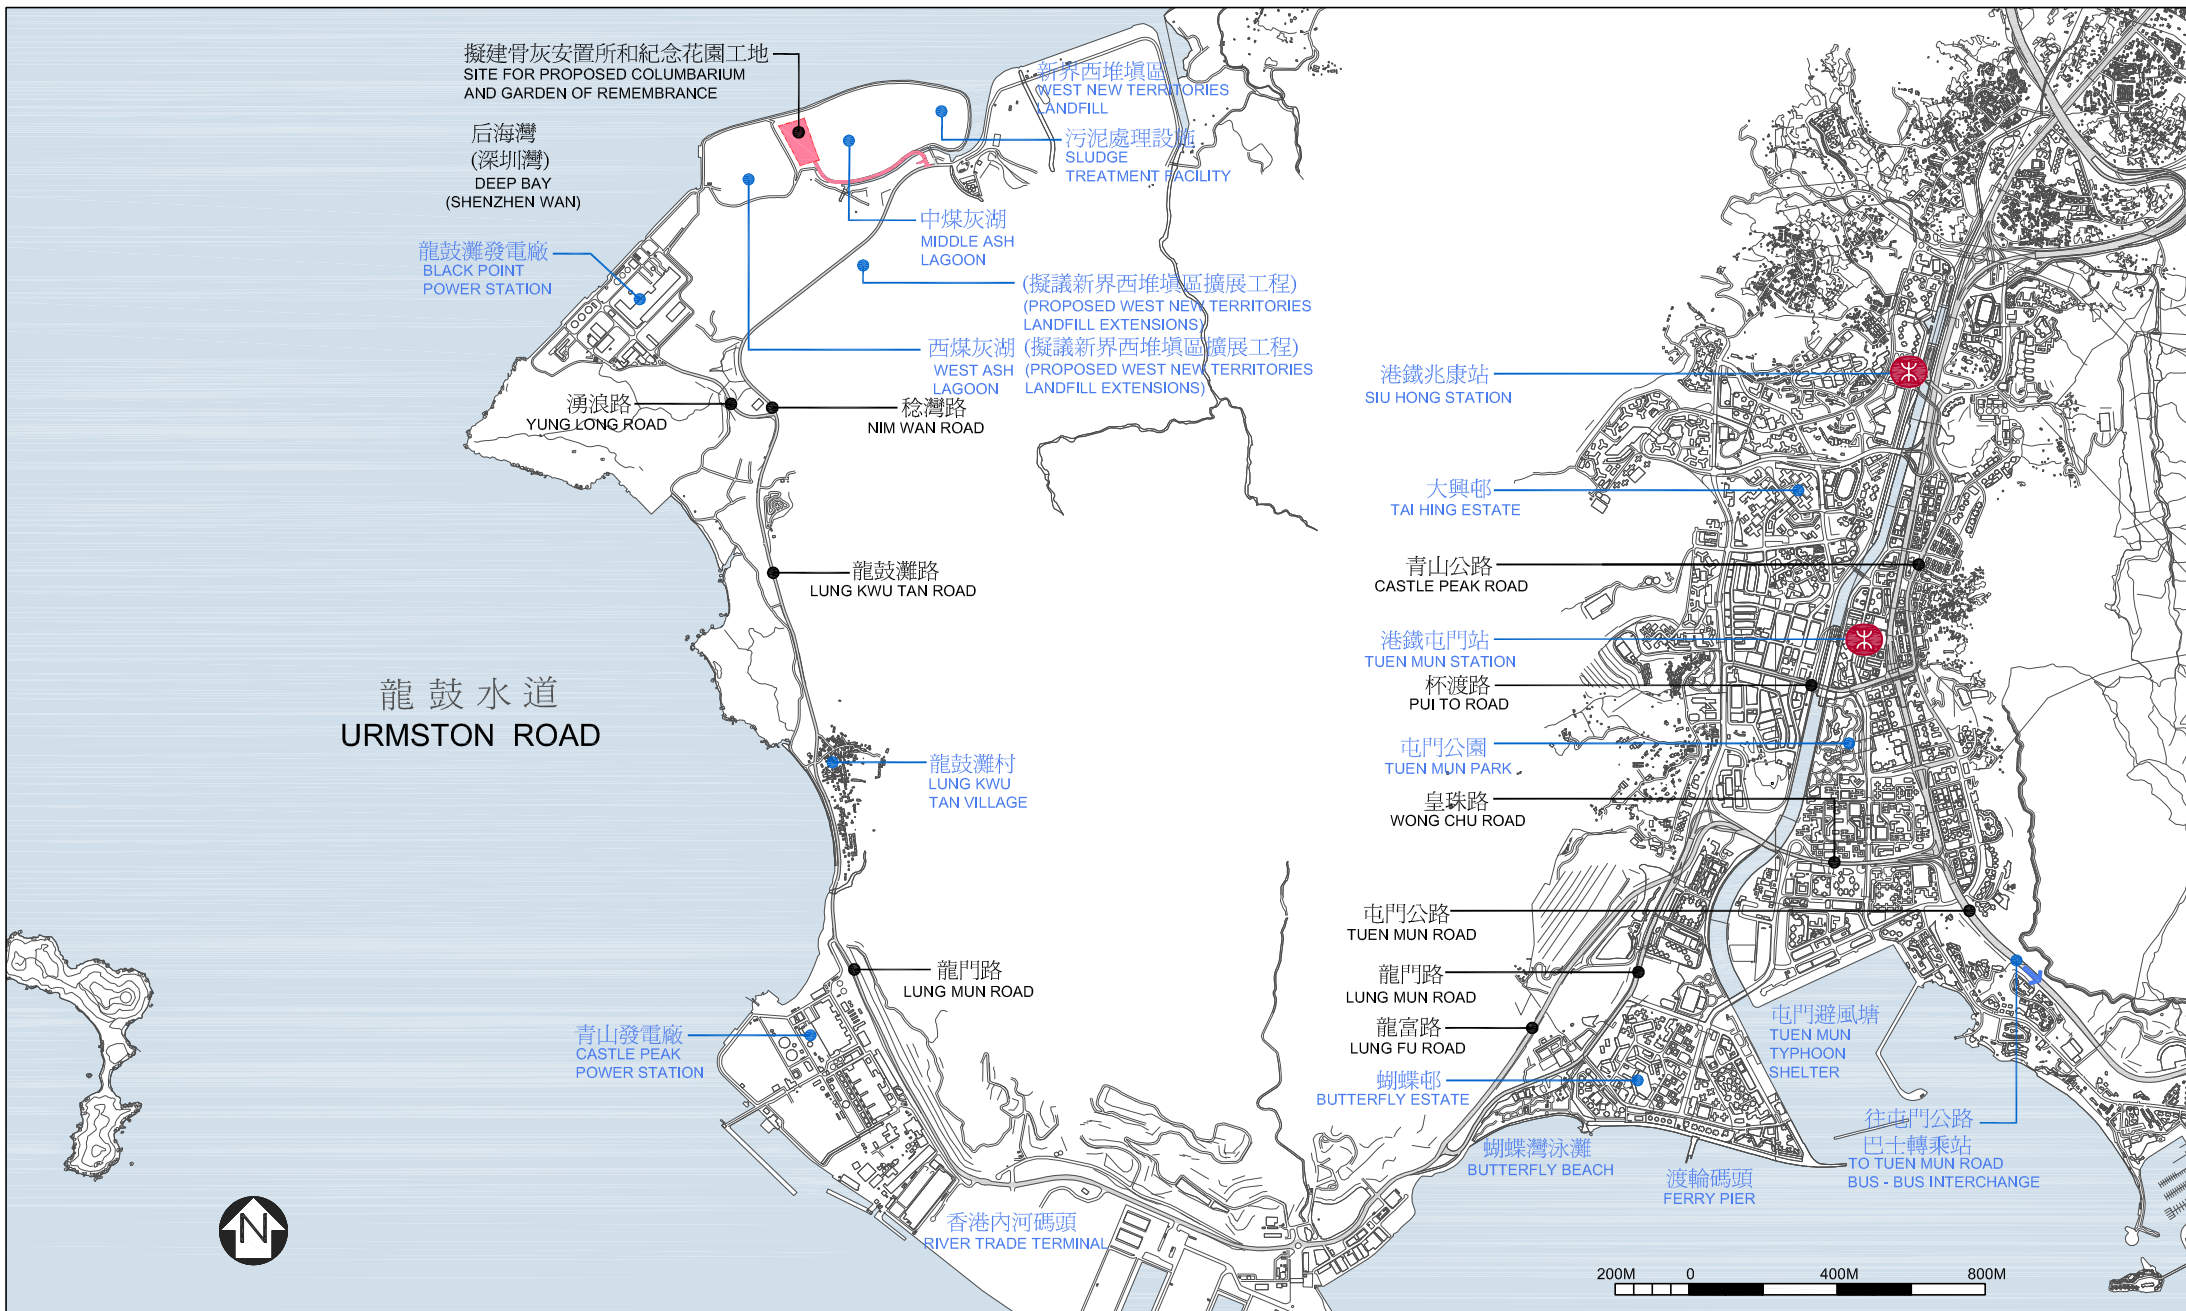 擬建骨灰安置所和紀念花園工地
SITE FOR PROPOSED COLUMBARIUM
AND GARDEN OF REMEMBRANCE
新界西堆填區
WEST NEW TERRITORIES
LANDFILL
后海灣
(深圳灣)
DEEP BAY
(SHENZHEN WAN)
污泥處理設施
SLUDGE
TREATMENT FACILITY
中煤灰湖
MIDDLE ASH
LAGOON
龍鼓灘發電廠
BLACK POINT
POWER STATION
(擬議新界西堆填區擴展工程)
(PROPOSED WEST NEW TERRITORIES
LANDFILL EXTENSIONS)
西煤灰湖
WEST ASH
LAGOON
(擬議新界西堆填區擴展工程)
(PROPOSED WEST NEW TERRITORIES
LANDFILL EXTENSIONS)
湧浪路
YUNG LONG ROAD
稔灣路
NIM WAN ROAD
港鐵兆康站
SIU HONG STATION
大興邨
TAI HING ESTATE
龍鼓灘路
LUNG KWU TAN ROAD
青山公路
CASTLE PEAK ROAD
港鐵屯門站
TUEN MUN STATION
杯渡路
PUI TO ROAD
龍鼓水道
URMSTON ROAD
龍鼓灘村
LUNG KWU
TAN VILLAGE
屯門公園
TUEN MUN PARK
皇珠路
WONG CHU ROAD
屯門公路
TUEN MUN ROAD
龍門路
LUNG MUN ROAD
龍門路
LUNG MUN ROAD
龍富路
LUNG FU ROAD
青山發電廠
CASTLE PEAK
POWER STATION
屯門避風塘
TUEN MUN
TYPHOON
SHELTER
蝴蝶邨
BUTTERFLY ESTATE
往屯門公路
巴士轉乘站
TO TUEN MUN ROAD
BUS - BUS INTERCHANGE
蝴蝶灣泳灘
BUTTERFLY BEACH
渡輪碼頭
FERRY PIER
香港內河碼頭
RIVER TRADE TERMINAL
N
200M 0 400M 800M